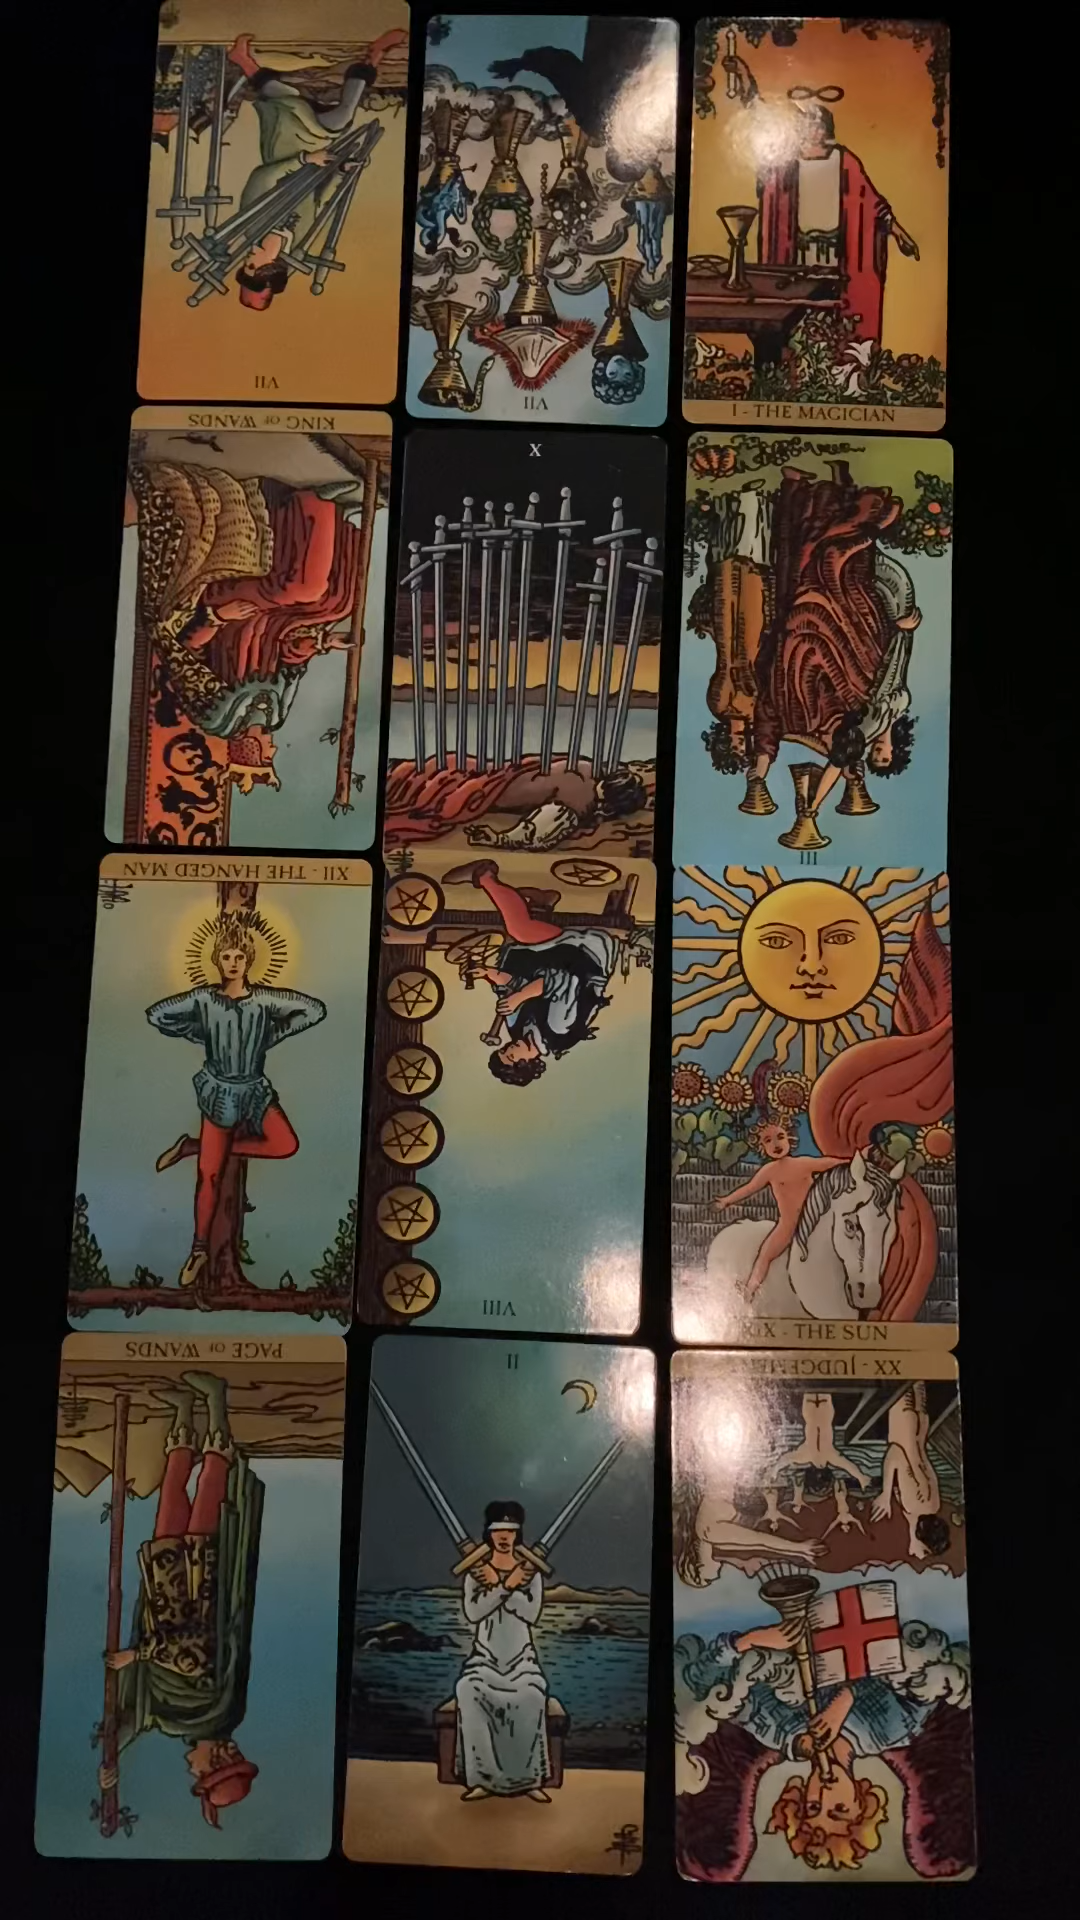 VII
VII
I - THE MAGICIAN
KING OF WANDS
X
III
XII - THE HANGED MAN
VIII
XIX - THE SUN
PAGE OF WANDS
II
XX - JUDGEMENT